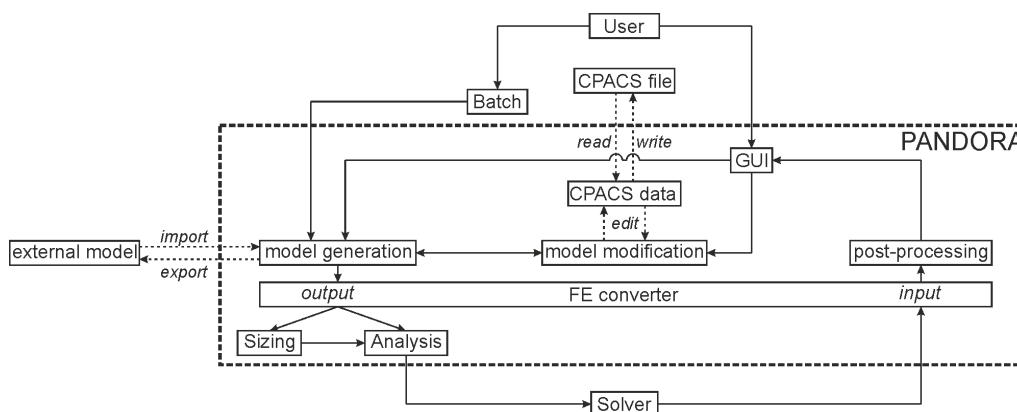 User
CPACS file
Batch
PANDORA
read
write
GUI
CPACS data
edit
import
external model
model generation
model modification
post-processing
export
output
FE converter
input
Sizing
Analysis
Solver